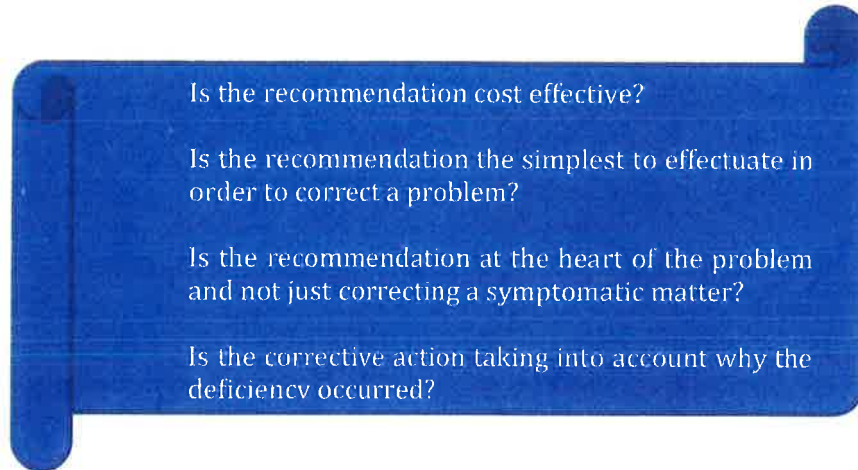 Is the recommendation cost effective?
Is the recommendation the simplest to effectuate in
order to correct a problem?
Is the recommendation at the heart of the problem
and not just correcting a symptomatic matter?
Is the corrective action taking into account why the
deficiency occurred?